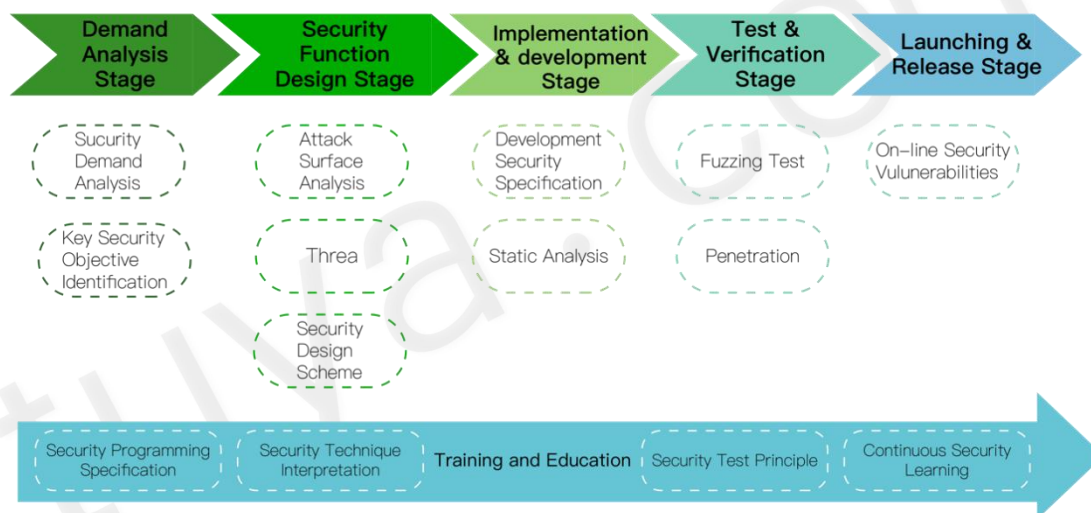 Demand
Analysis
Stage
Security
Function
Design Stage
Implementation
& development
Stage
Test &
Verification
Stage
Launching &
Release Stage
Sucurity
Demand
Analysis
Attack
Surface
Analysis
Development
Security
Specification
Fuzzing Test
On-line Security
Vulunerabilities
Key Security
Objective
Identification
Threa
Static Analysis
Penetration
Security
Design
Scheme
Security Programming
Specification
Security Technique
Interpretation
Training and Education
Security Test Principle
Continuous Security
Learning
tuya.co